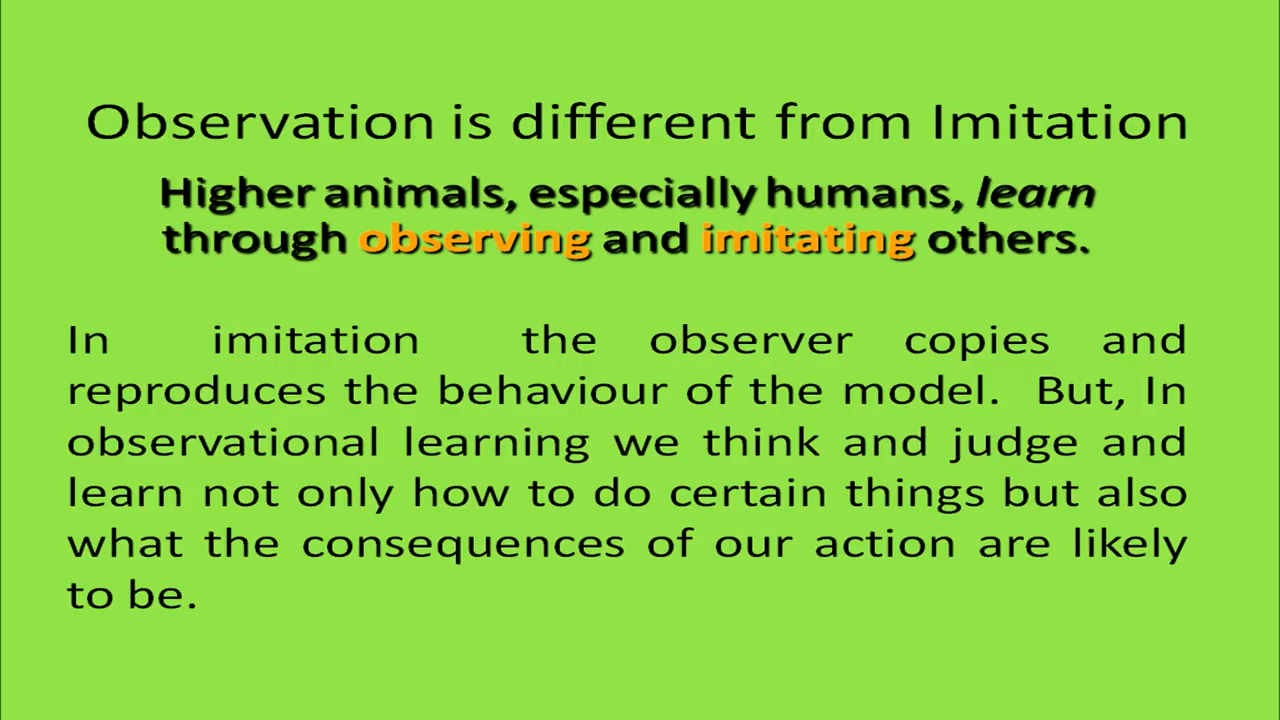 Observation is different from Imitation
Higher animals, especially humans, learn
through observing and imitating others.
In imitation the observer copies and
reproduces the behaviour of the model. But, In
observational learning we think and judge and
learn not only how to do certain things but also
what the consequences of our action are likely
to be.